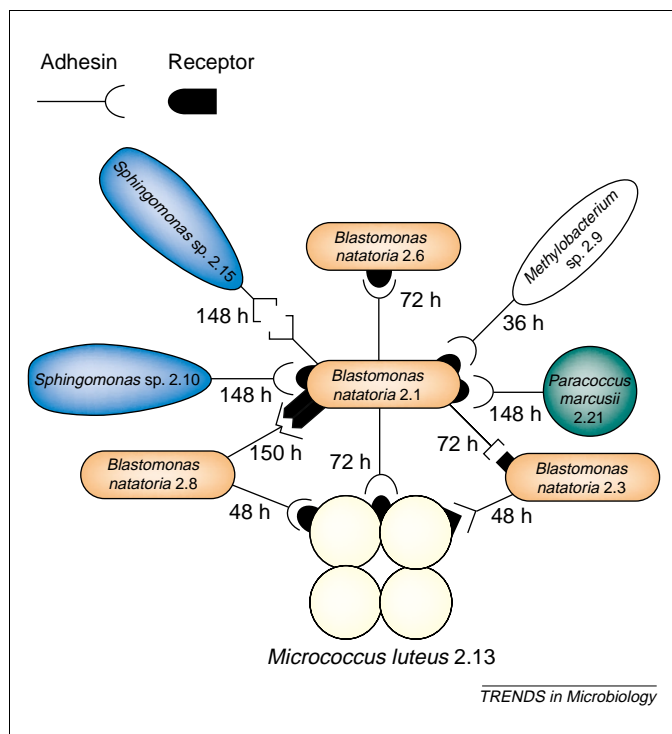 Adhesin
Receptor
Sphingomonas
sp. 2.15
148 h
Blastomonas
natatoria 2.6
72 h
Methylobacterium
sp. 2.9
36 h
Sphingomonas sp. 2.10
148 h
Blastomonas
natatoria 2.1
148 h
Paracoccus
marcusii
2.21
Blastomonas
natatoria 2.8
150 h
72 h
72 h
Blastomonas
natatoria 2.3
48 h
48 h
Micrococcus luteus 2.13
TRENDS in Microbiology